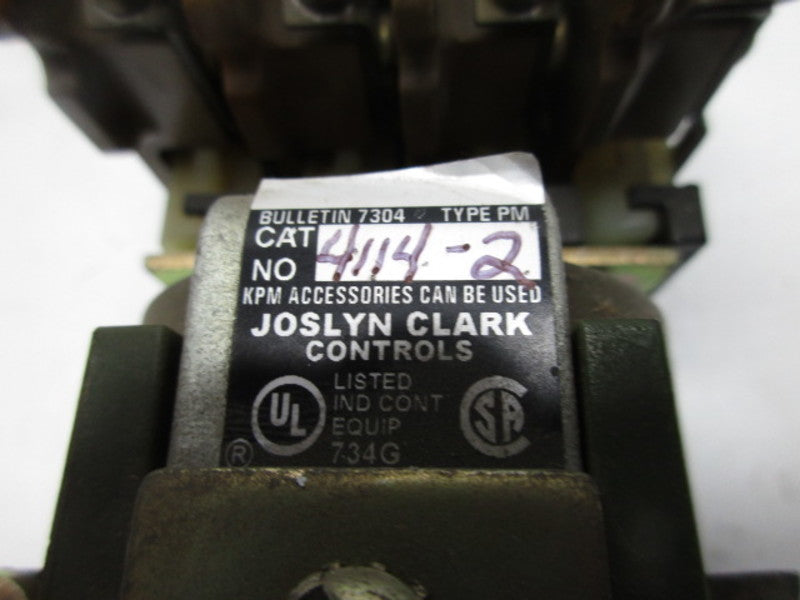 BULLETIN 7304 TYPE PM
CAT NO 4114-2
KPM ACCESSORIES CAN BE USED
JOSLYN CLARK
CONTROLS
UL
LISTED
IND CONT
EQUIP
734G
SA
®